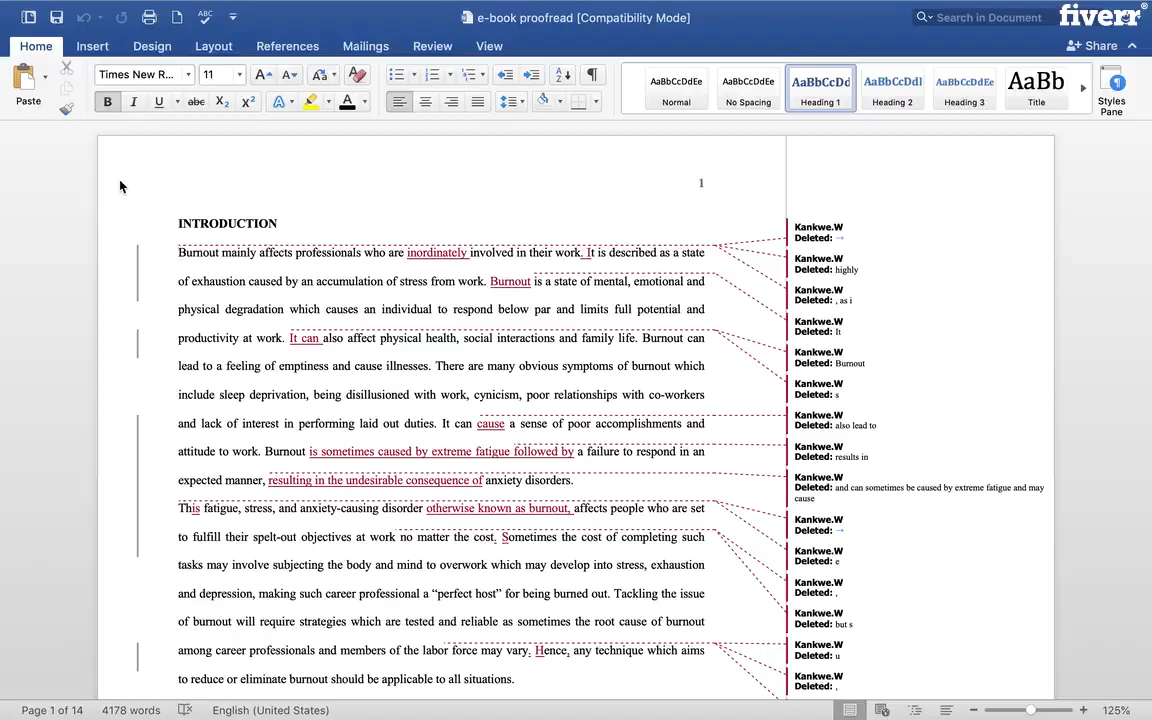 e-book proofread [Compatibility Mode]
Search in Document
fiverr®
Home Insert Design Layout References Mailings Review View
Share
Paste
Times New R... 11
AaBbCcDdEe Normal
AaBbCcDdEe No Spacing
AaBbCcDd Heading 1
AaBbCcDdI Heading 2
AaBbCcDdEe Heading 3
AaBb Title
Styles Pane
1
INTRODUCTION
Burnout mainly affects professionals who are inordinately involved in their work. It is described as a state
of exhaustion caused by an accumulation of stress from work. Burnout is a state of mental, emotional and
physical degradation which causes an individual to respond below par and limits full potential and
productivity at work. It can also affect physical health, social interactions and family life. Burnout can
lead to a feeling of emptiness and cause illnesses. There are many obvious symptoms of burnout which
include sleep deprivation, being disillusioned with work, cynicism, poor relationships with co-workers
and lack of interest in performing laid out duties. It can cause a sense of poor accomplishments and
attitude to work. Burnout is sometimes caused by extreme fatigue followed by a failure to respond in an
expected manner, resulting in the undesirable consequence of anxiety disorders.
This fatigue, stress, and anxiety-causing disorder otherwise known as burnout, affects people who are set
to fulfill their spelt-out objectives at work no matter the cost. Sometimes the cost of completing such
tasks may involve subjecting the body and mind to overwork which may develop into stress, exhaustion
and depression, making such career professional a “perfect host” for being burned out. Tackling the issue
of burnout will require strategies which are tested and reliable as sometimes the root cause of burnout
among career professionals and members of the labor force may vary. Hence, any technique which aims
to reduce or eliminate burnout should be applicable to all situations.
Kankwe.W
Deleted: →
Kankwe.W
Deleted: highly
Kankwe.W
Deleted: , as i
Kankwe.W
Deleted: It
Kankwe.W
Deleted: Burnout
Kankwe.W
Deleted: s
Kankwe.W
Deleted: also lead to
Kankwe.W
Deleted: results in
Kankwe.W
Deleted: and can sometimes be caused by extreme fatigue and may
cause
Kankwe.W
Deleted: →
Kankwe.W
Deleted: e
Kankwe.W
Deleted: ,
Kankwe.W
Deleted: but s
Kankwe.W
Deleted: u
Kankwe.W
Deleted: ,
Page 1 of 14 4178 words English (United States) 125%